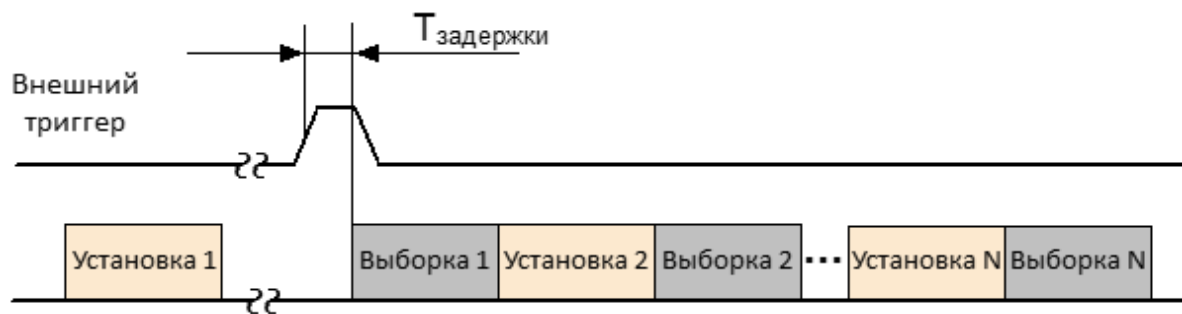 Tзадержки
Внешний
триггер
Установка 1
Выборка 1
Установка 2
Выборка 2
...
Установка N
Выборка N